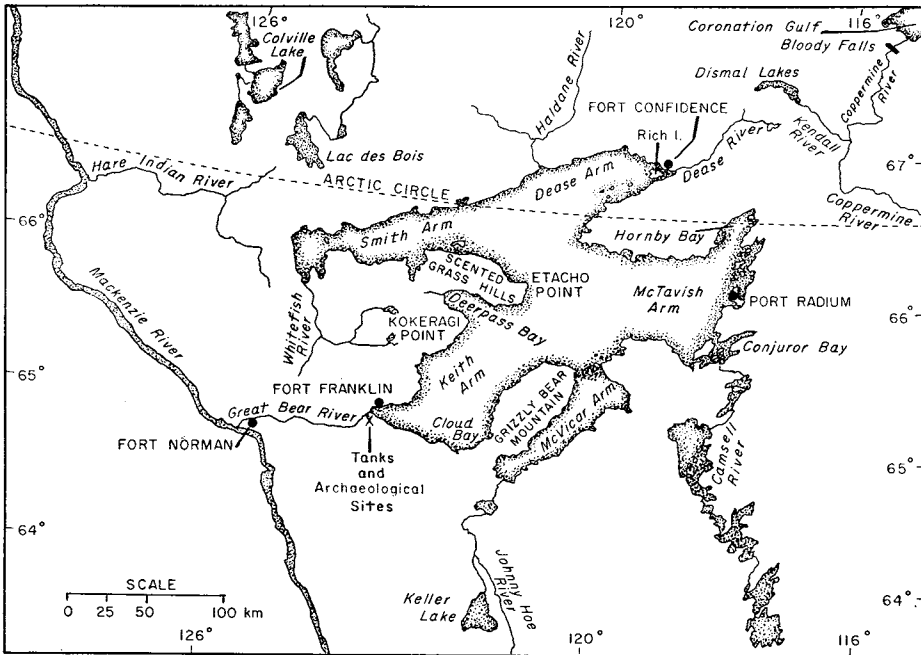 126°
120°
116°
Coronation Gulf
Bloody Falls
Colville
Lake
Dismal Lakes
Coppermine
River
Haldane River
FORT CONFIDENCE
Rich I.
Kendall
River
Lac des Bois
Dease River
67°
Hare Indian River
ARCTIC CIRCLE
Dease Arm
66°
Coppermine
River
Smith Arm
Hornby Bay
SCENTED
GRASS HILLS
ETACHO
POINT
McTavish
Arm
PORT RADIUM
66°
Mackenzie River
Whitefish
River
Deerpass Bay
KOKERAGI
POINT
Conjuror Bay
65°
Keith
Arm
FORT FRANKLIN
Great Bear River
Cloud
Bay
GRIZZLY BEAR
MOUNTAIN
McVicar Arm
FORT NORMAN
Camsell
River
65°
Tanks
and
Archaeological
Sites
64°
SCALE
0 25 50 100 km
Johnny Hoe
River
Keller
Lake
64°
126°
120°
116°